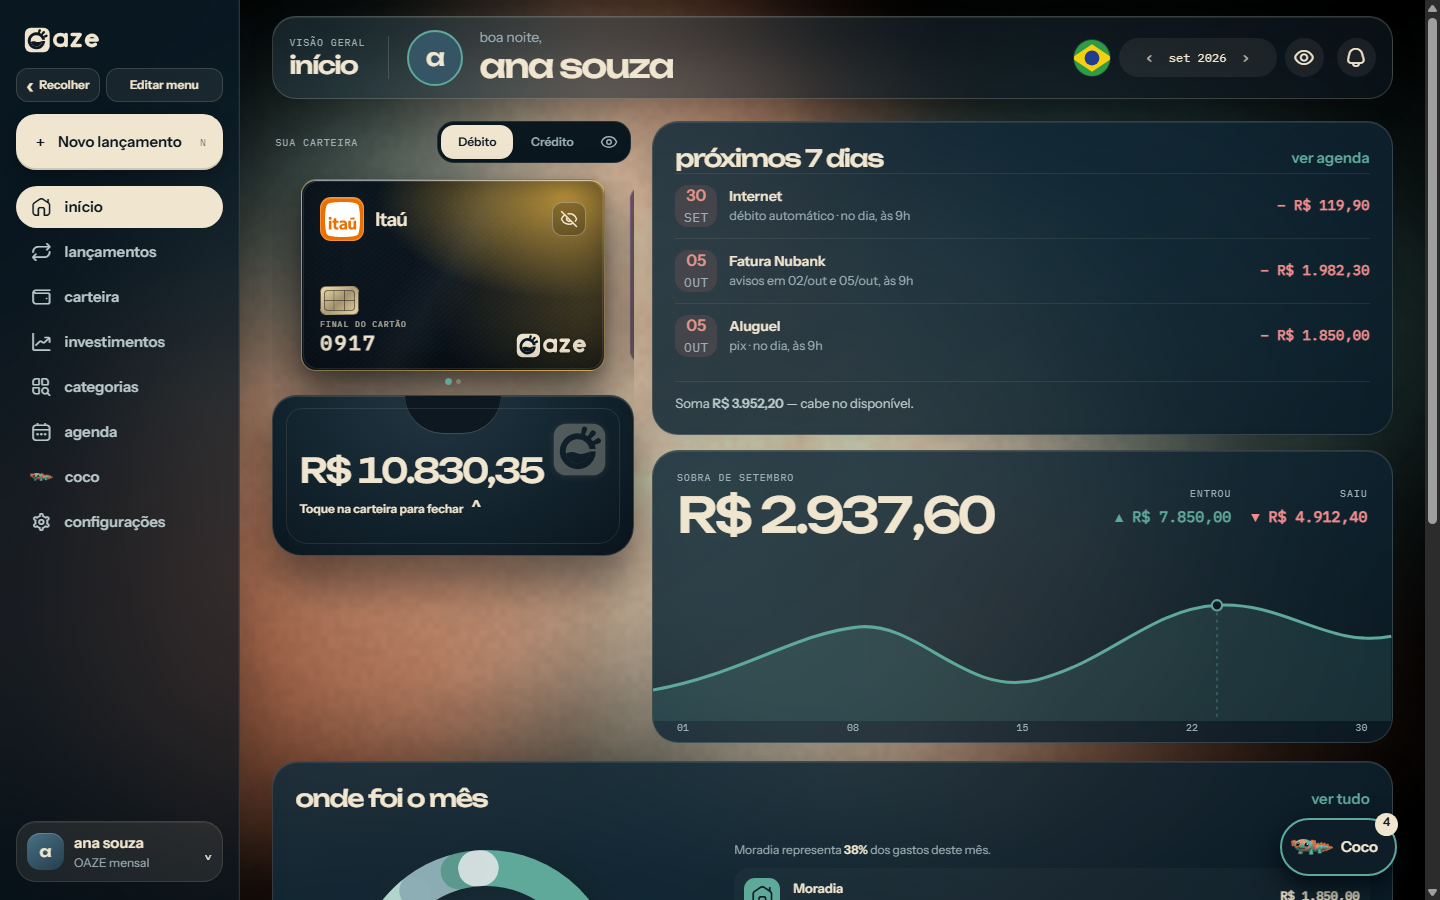 aze
‹ Recolher
Editar menu
+ Novo lançamento N
início
lançamentos
carteira
investimentos
categorias
agenda
coco
configurações
a
ana souza
OAZE mensal
VISÃO GERAL
início
a
boa noite,
ana souza
‹ set 2026 ›
SUA CARTEIRA
Débito
Crédito
itaú
Itaú
FINAL DO CARTÃO
0917
aze
R$ 10.830,35
Toque na carteira para fechar ^
próximos 7 dias
ver agenda
30 SET
Internet
débito automático · no dia, às 9h
− R$ 119,90
05 OUT
Fatura Nubank
avisos em 02/out e 05/out, às 9h
− R$ 1.982,30
05 OUT
Aluguel
pix · no dia, às 9h
− R$ 1.850,00
Soma R$ 3.952,20 — cabe no disponível.
SOBRA DE SETEMBRO
R$ 2.937,60
ENTROU
▲ R$ 7.850,00
SAIU
▼ R$ 4.912,40
01 08 15 22 30
onde foi o mês
ver tudo
Moradia representa 38% dos gastos deste mês.
Moradia
R$ 1.850,00
4
Coco